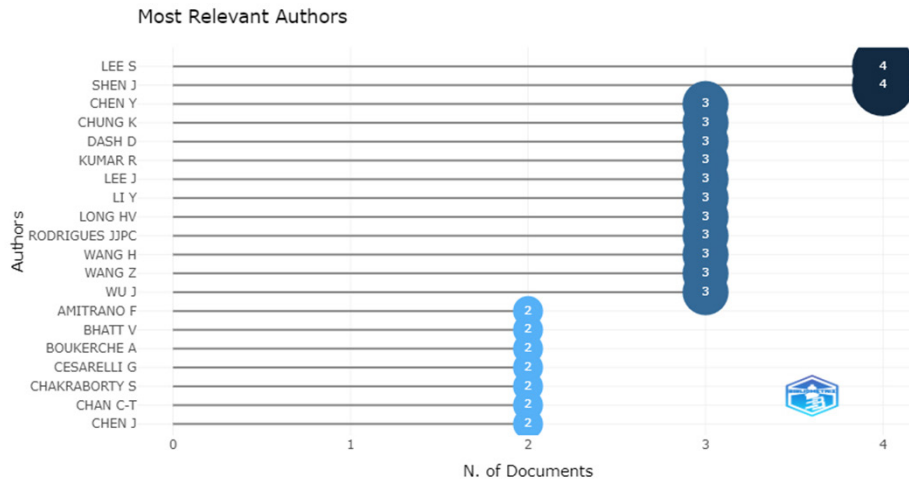 Most Relevant Authors
Authors
LEE S 4
SHEN J 4
CHEN Y 3
CHUNG K 3
DASH D 3
KUMAR R 3
LEE J 3
LI Y 3
LONG HV 3
RODRIGUES JJPC 3
WANG H 3
WANG Z 3
WU J 3
AMITRANO F 2
BHATT V 2
BOUKERCHE A 2
CESARELLI G 2
CHAKRABORTY S 2
CHAN C-T 2
CHEN J 2
0 1 2 3 4
N. of Documents